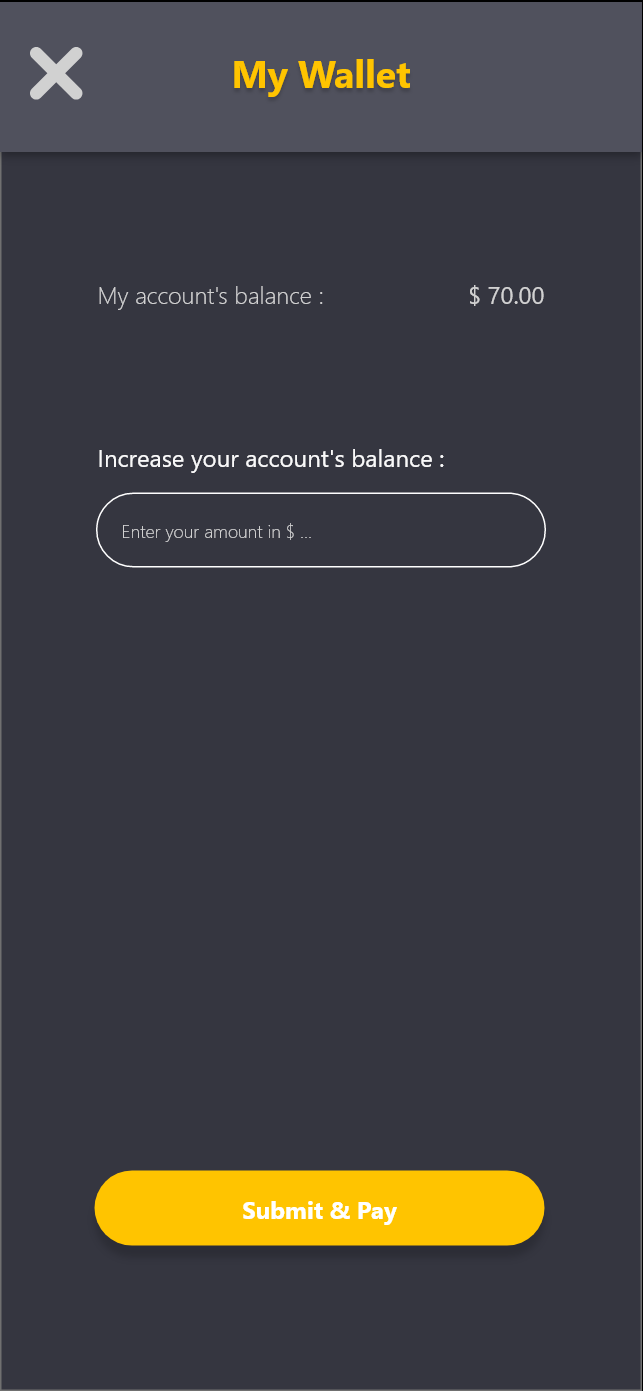 My Wallet
My account's balance : $ 70.00
Increase your account's balance :
Enter your amount in $ ...
Submit & Pay